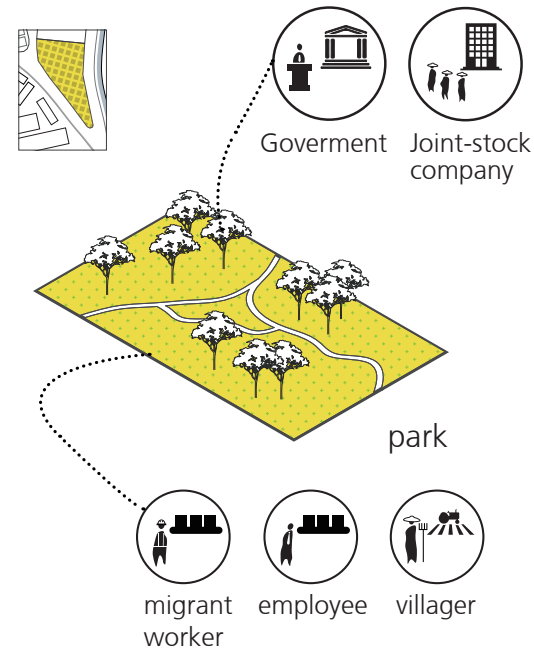 Goverment
Joint-stock
company
park
migrant
worker
employee
villager